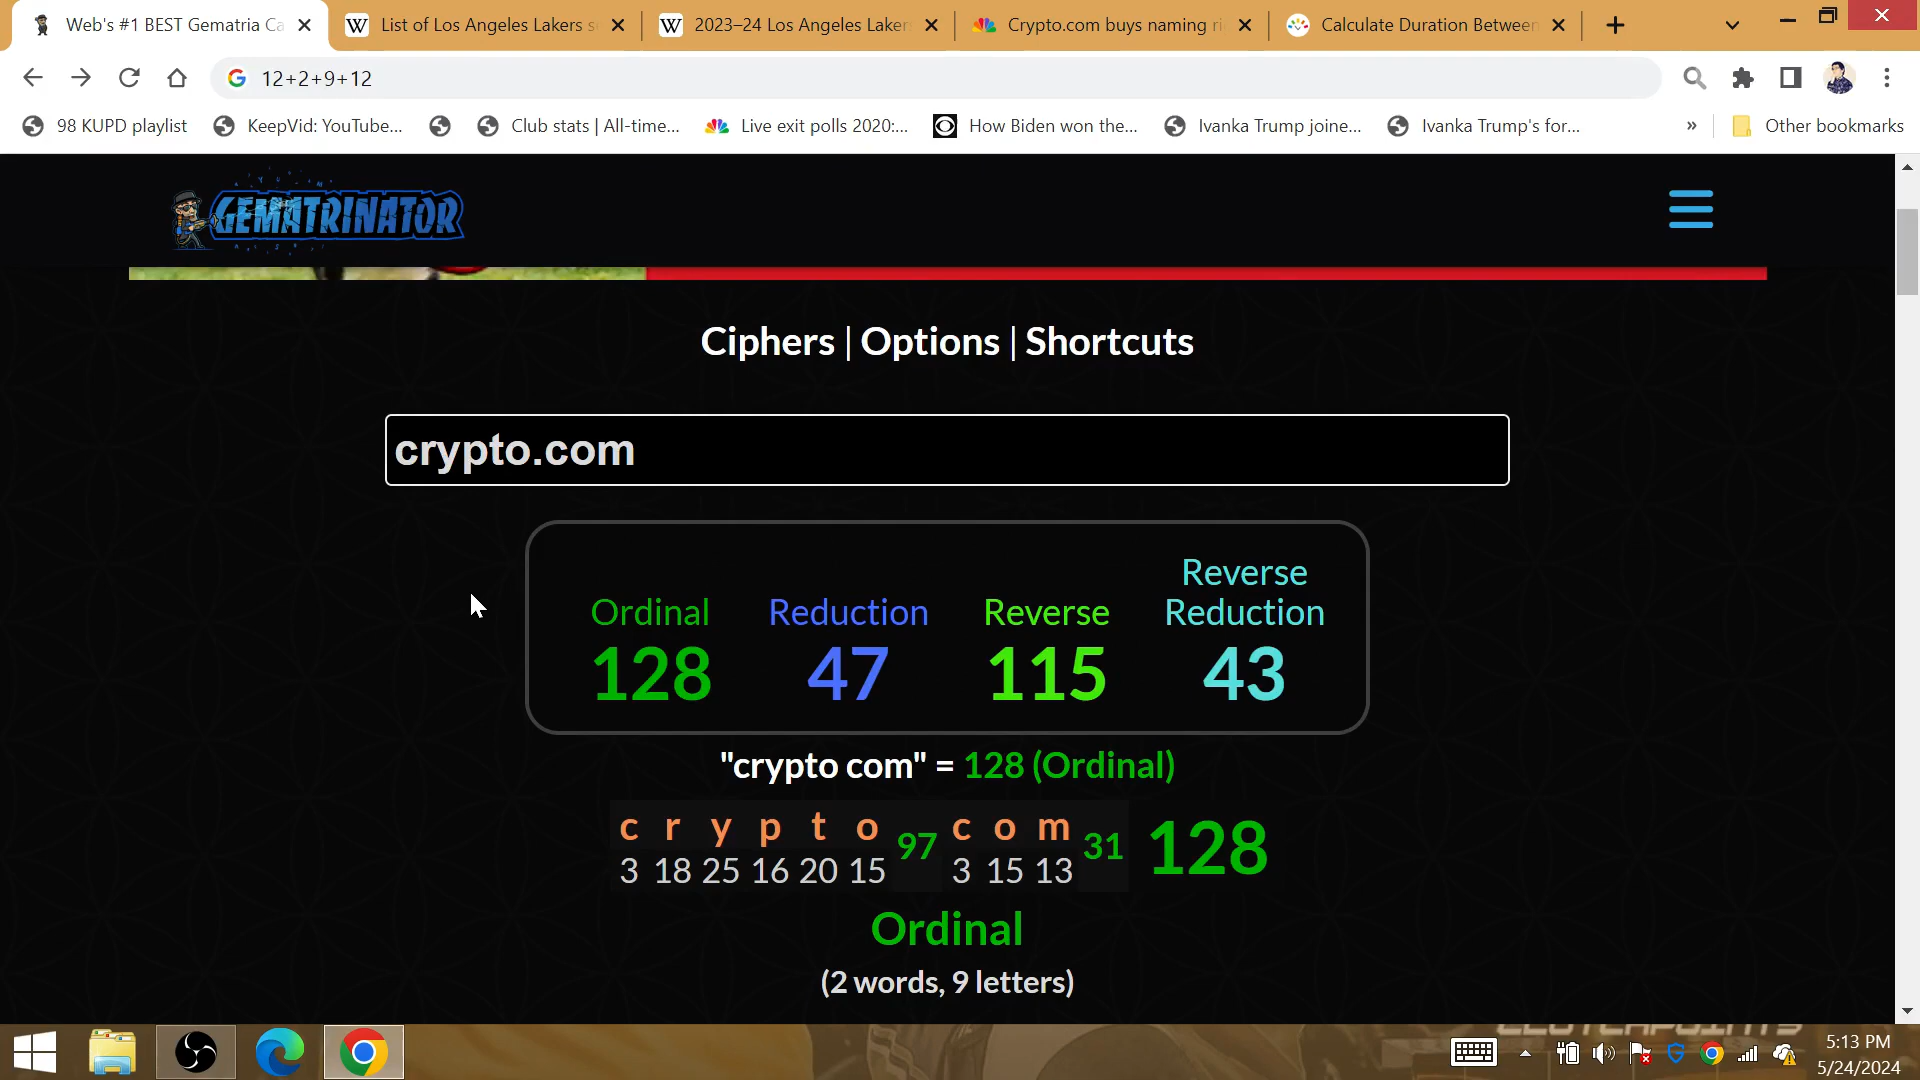 Web's #1 BEST Gematria Ca
List of Los Angeles Lakers s
2023–24 Los Angeles Laker
Crypto.com buys naming ri
Calculate Duration Between
12+2+9+12
98 KUPD playlist
KeepVid: YouTube...
Club stats | All-time...
Live exit polls 2020:...
How Biden won the...
Ivanka Trump joine...
Ivanka Trump's for...
»
Other bookmarks
GEMATRINATOR
Ciphers | Options | Shortcuts
crypto.com
Ordinal
128
Reduction
47
Reverse
115
Reverse
Reduction
43
"crypto com" = 128 (Ordinal)
c r y p t o 97 c o m 31 128
3 18 25 16 20 15 3 15 13
Ordinal
(2 words, 9 letters)
CLUTCHPOINTS
5:13 PM
5/24/2024